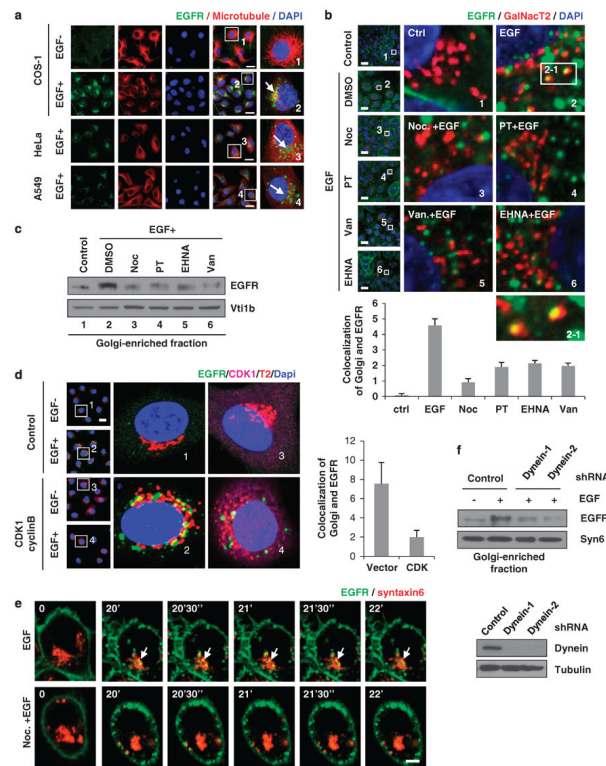 a
EGFR / Microtubule / DAPI
COS-1
EGF-
EGF+
HeLa
EGF+
A549
EGF+
1
1
2
2
3
3
4
4
b
EGFR / GalNacT2 / DAPI
Control
EGF
DMSO
Noc
PT
Van
EHNA
1
2
3
4
5
6
Ctrl
1
EGF
2-1
2
Noc. +EGF
3
PT+EGF
4
Van.+EGF
5
EHNA+EGF
6
2-1
Colocalization
of Golgi and EGFR
6
5
4
3
2
1
0
ctrl EGF Noc PT EHNA Van
c
EGF+
Control DMSO Noc PT EHNA Van
EGFR
Vti1b
1 2 3 4 5 6
Golgi-enriched fraction
d
EGFR/CDK1/T2/Dapi
Control
EGF-
EGF+
CDK1
cyclinB
EGF-
EGF+
1
2
3
4
1
3
2
4
Colocalization of
Golgi and EGFR
12
10
8
6
4
2
0
Vector CDK
f
Control Dynein-1 Dynein-2 shRNA
- + + + EGF
EGFR
Syn6
Golgi-enriched
fraction
Control Dynein-1 Dynein-2 shRNA
Dynein
Tubulin
e
EGFR / syntaxin6
EGF
0 20' 20'30'' 21' 21'30'' 22'
Noc. +EGF
0 20' 20'30'' 21' 21'30'' 22'